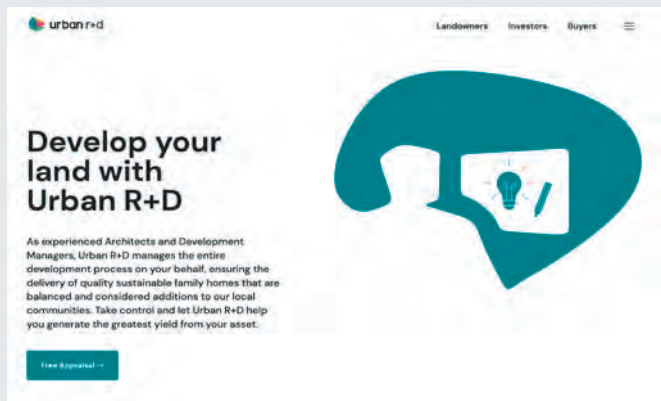 urban r+d
Landowners Investors Buyers
Develop your
land with
Urban R+D
As experienced Architects and Development
Managers, Urban R+D manages the entire
development process on your behalf, ensuring the
delivery of quality sustainable family homes that are
balanced and considered additions to our local
communities. Take control and let Urban R+D help
you generate the greatest yield from your asset.
Free Appraisal →